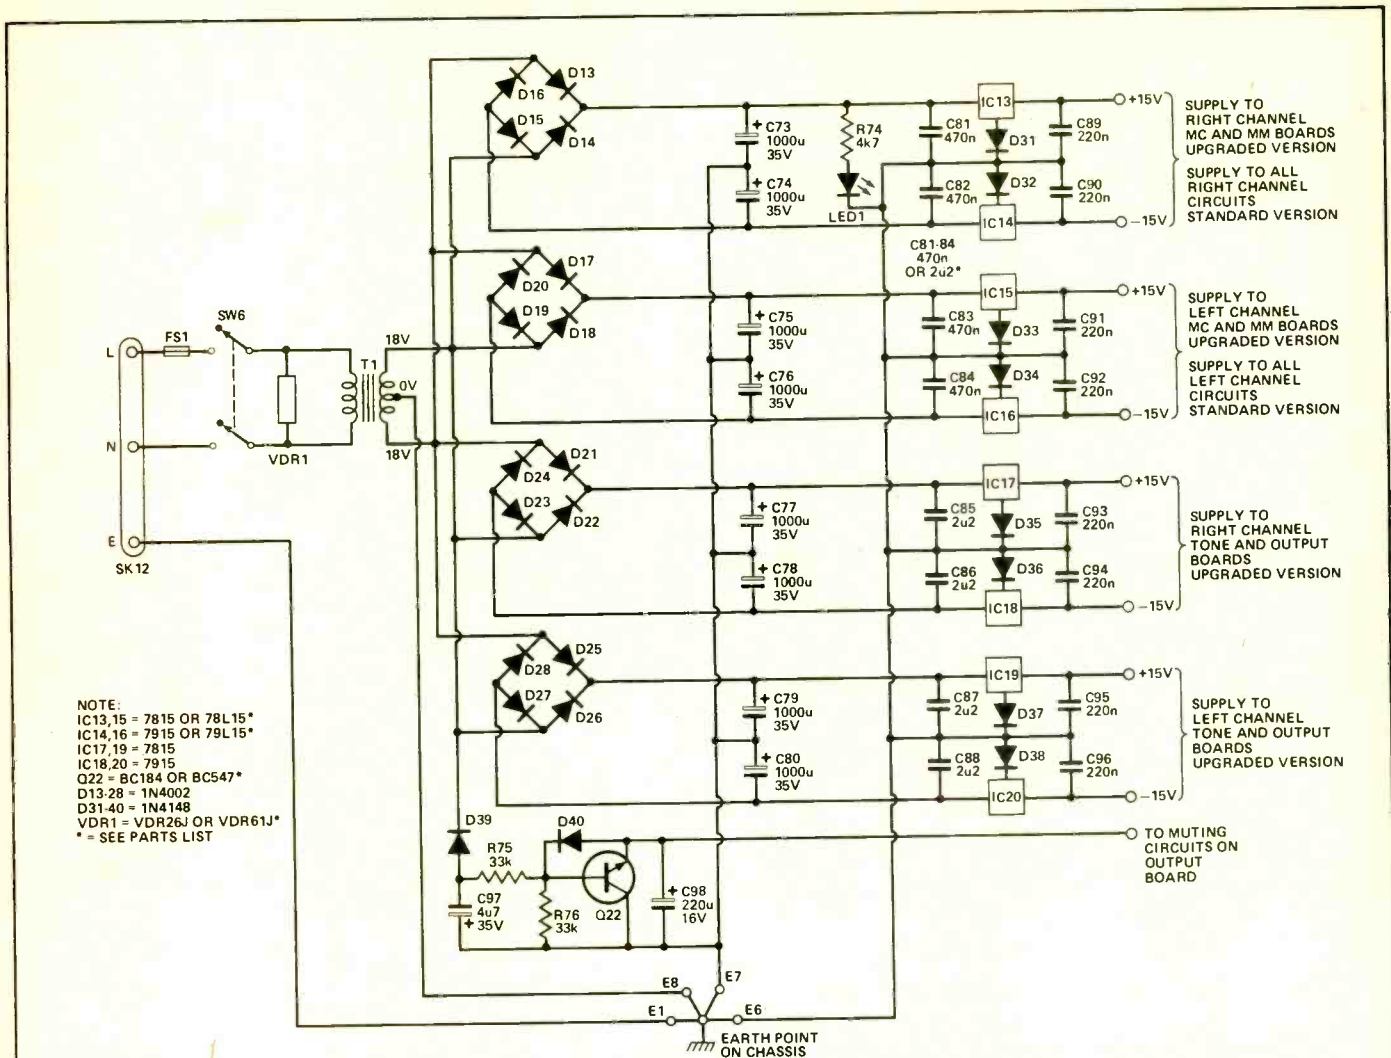 D13
D16
D15
D14
C73
1000u
35V
C74
1000u
35V
R74
4k7
LED1
C81
470n
C82
470n
IC13
D31
D32
IC14
C89
220n
C90
220n
+15V
−15V
SUPPLY TO
RIGHT CHANNEL
MC AND MM BOARDS
UPGRADED VERSION
SUPPLY TO ALL
RIGHT CHANNEL
CIRCUITS
STANDARD VERSION
C81-84
470n
OR 2u2*
D17
D20
D19
D18
C75
1000u
35V
C76
1000u
35V
C83
470n
C84
470n
IC15
D33
D34
IC16
C91
220n
C92
220n
+15V
−15V
SUPPLY TO
LEFT CHANNEL
MC AND MM BOARDS
UPGRADED VERSION
SUPPLY TO ALL
LEFT CHANNEL
CIRCUITS
STANDARD VERSION
SW6
FS1
L
N
E
SK12
VDR1
T1
18V
0V
18V
D21
D24
D23
D22
C77
1000u
35V
C78
1000u
35V
C85
2u2
C86
2u2
IC17
D35
D36
IC18
C93
220n
C94
220n
+15V
−15V
SUPPLY TO
RIGHT CHANNEL
TONE AND OUTPUT
BOARDS
UPGRADED VERSION
D25
D28
D27
D26
C79
1000u
35V
C80
1000u
35V
C87
2u2
C88
2u2
IC19
D37
D38
IC20
C95
220n
C96
220n
+15V
−15V
SUPPLY TO
LEFT CHANNEL
TONE AND OUTPUT
BOARDS
UPGRADED VERSION
NOTE:
IC13,15 = 7815 OR 78L15*
IC14,16 = 7915 OR 79L15*
IC17,19 = 7815
IC18,20 = 7915
Q22 = BC184 OR BC547*
D13-28 = 1N4002
D31-40 = 1N4148
VDR1 = VDR26J OR VDR61J*
* = SEE PARTS LIST
D39
R75
33k
D40
C97
4u7
35V
R76
33k
Q22
C98
220u
16V
TO MUTING
CIRCUITS ON
OUTPUT
BOARD
E8
E7
E1
E6
EARTH POINT
ON CHASSIS